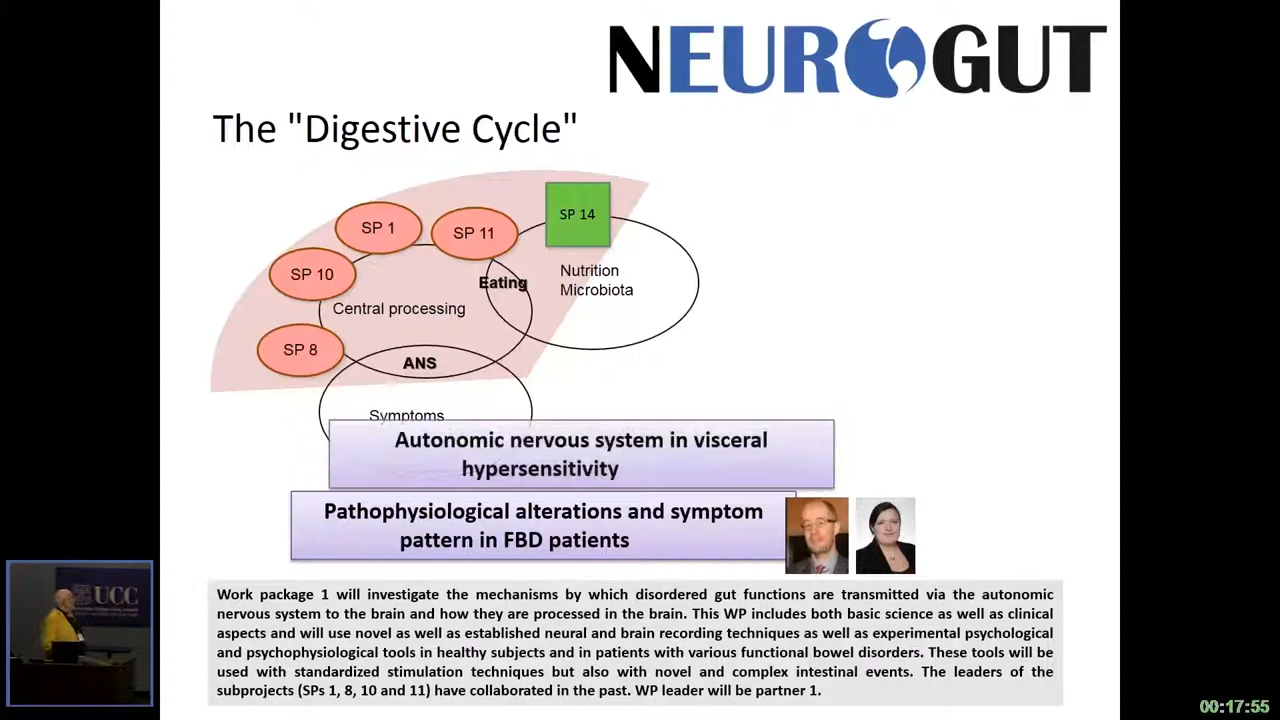 NEUROGUT
The "Digestive Cycle"
SP 14
SP 1
SP 11
SP 10
Nutrition
Microbiota
Eating
Central processing
SP 8
ANS
Symptoms
Autonomic nervous system in visceral
hypersensitivity
Pathophysiological alterations and symptom
pattern in FBD patients
Work package 1 will investigate the mechanisms by which disordered gut functions are transmitted via the autonomic
nervous system to the brain and how they are processed in the brain. This WP includes both basic science as well as clinical
aspects and will use novel as well as established neural and brain recording techniques as well as experimental psychological
and psychophysiological tools in healthy subjects and in patients with various functional bowel disorders. These tools will be
used with standardized stimulation techniques but also with novel and complex intestinal events. The leaders of the
subprojects (SPs 1, 8, 10 and 11) have collaborated in the past. WP leader will be partner 1.
UCC
00:17:55